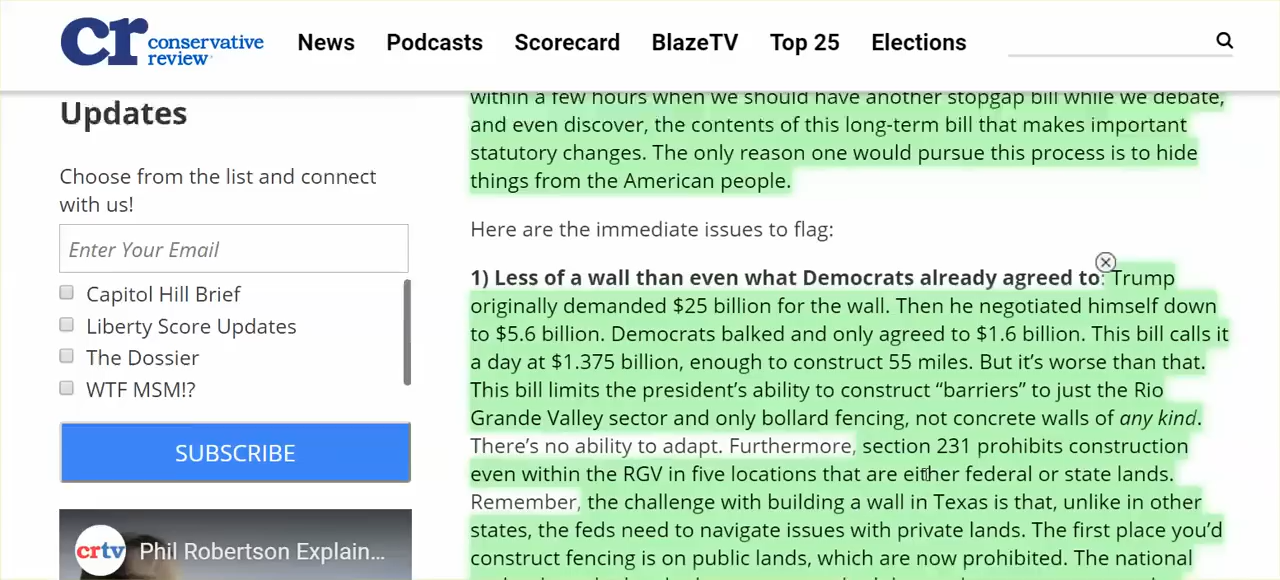 cr conservative review
News Podcasts Scorecard BlazeTV Top 25 Elections
Updates
Choose from the list and connect
with us!
Enter Your Email
Capitol Hill Brief
Liberty Score Updates
The Dossier
WTF MSM!?
SUBSCRIBE
crtv Phil Robertson Explain...
within a few hours when we should have another stopgap bill while we debate,
and even discover, the contents of this long-term bill that makes important
statutory changes. The only reason one would pursue this process is to hide
things from the American people.
Here are the immediate issues to flag:
1) Less of a wall than even what Democrats already agreed to: Trump
originally demanded $25 billion for the wall. Then he negotiated himself down
to $5.6 billion. Democrats balked and only agreed to $1.6 billion. This bill calls it
a day at $1.375 billion, enough to construct 55 miles. But it’s worse than that.
This bill limits the president’s ability to construct “barriers” to just the Rio
Grande Valley sector and only bollard fencing, not concrete walls of any kind.
There’s no ability to adapt. Furthermore, section 231 prohibits construction
even within the RGV in five locations that are either federal or state lands.
Remember, the challenge with building a wall in Texas is that, unlike in other
states, the feds need to navigate issues with private lands. The first place you’d
construct fencing is on public lands, which are now prohibited. The national